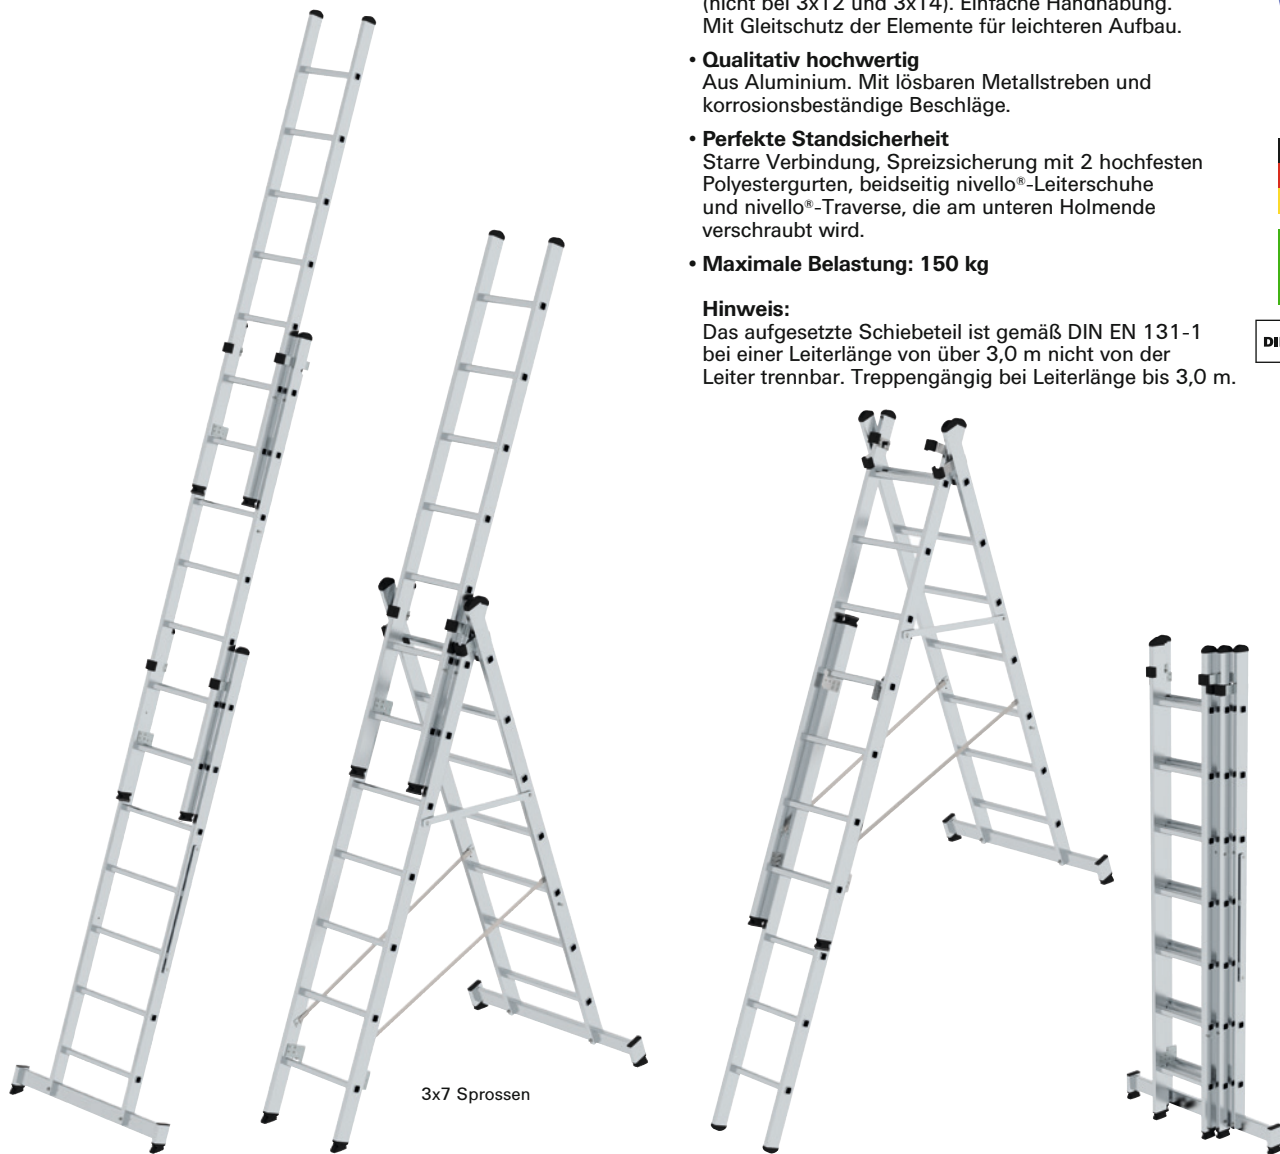 (nicht bei 3x12 und 3x14). Einfache Handhabung.
Mit Gleitschutz der Elemente für leichteren Aufbau.
• Qualitativ hochwertig
Aus Aluminium. Mit lösbaren Metallstreben und
korrosionsbeständige Beschläge.
• Perfekte Standsicherheit
Starre Verbindung, Spreizsicherung mit 2 hochfesten
Polyestergurten, beidseitig nivello®-Leiterschuhe
und nivello®-Traverse, die am unteren Holmende
verschraubt wird.
• Maximale Belastung: 150 kg
Hinweis:
Das aufgesetzte Schiebeteil ist gemäß DIN EN 131-1
bei einer Leiterlänge von über 3,0 m nicht von der
Leiter trennbar. Treppengängig bei Leiterlänge bis 3,0 m.
3x7 Sprossen